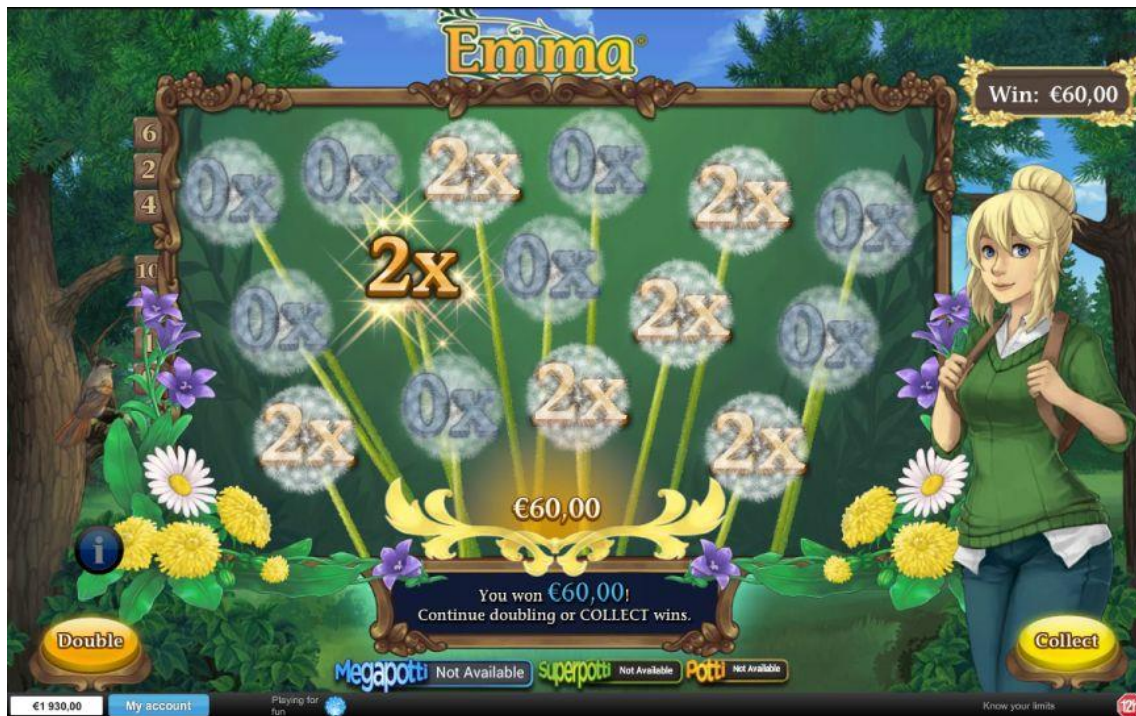 Emma
Win: €60,00
6
2
4
10
1
0x
0x
2x
0x
2x
0x
2x
0x
0x
2x
0x
0x
2x
2x
2x
€60,00
i
You won €60,00!
Continue doubling or COLLECT wins.
Double
Collect
Megapotti Not Available
Superpotti Not Available
Potti Not Available
€1 930,00
My account
Playing for
fun
Know your limits